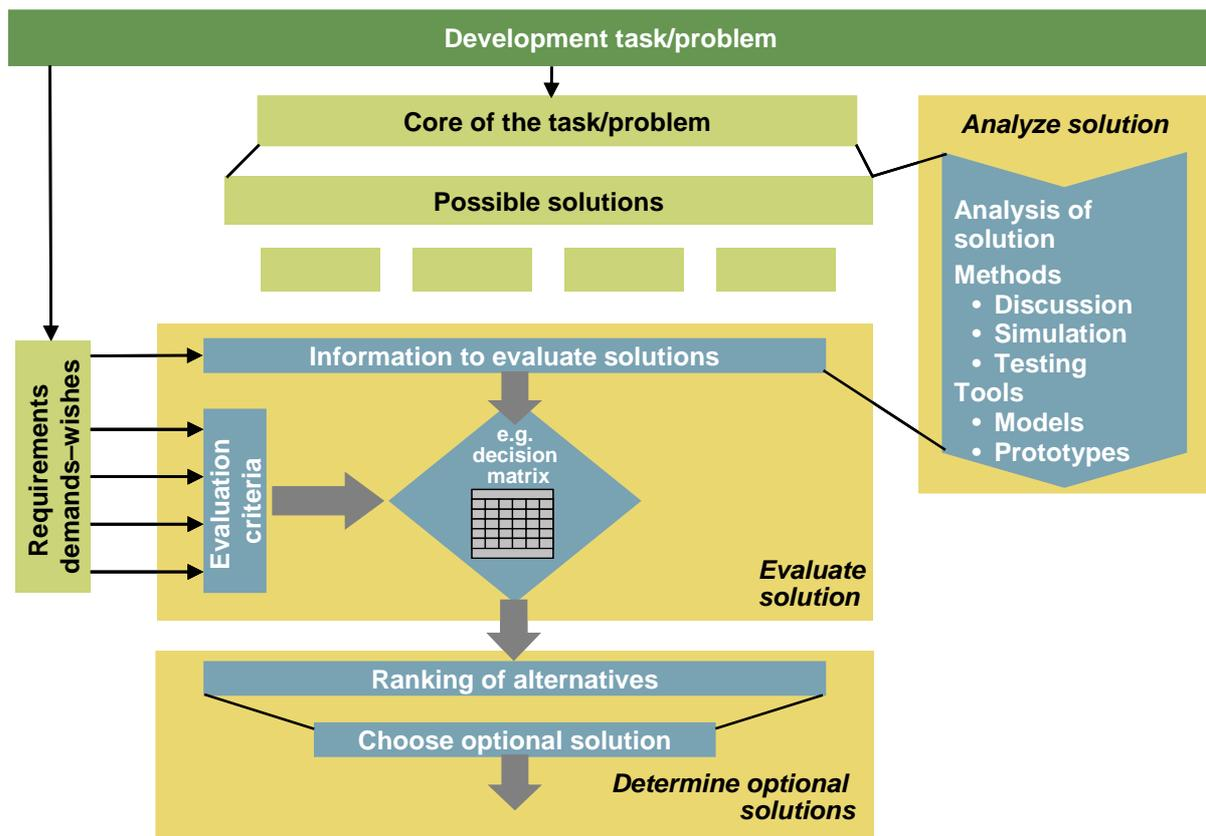 Development task/problem
Core of the task/problem
Analyze solution
Possible solutions
Analysis of
solution
Methods
• Discussion
• Simulation
• Testing
Tools
• Models
• Prototypes
Requirements
demands–wishes
Information to evaluate solutions
Evaluation
criteria
e.g.
decision
matrix
Evaluate
solution
Ranking of alternatives
Choose optional solution
Determine optional
solutions